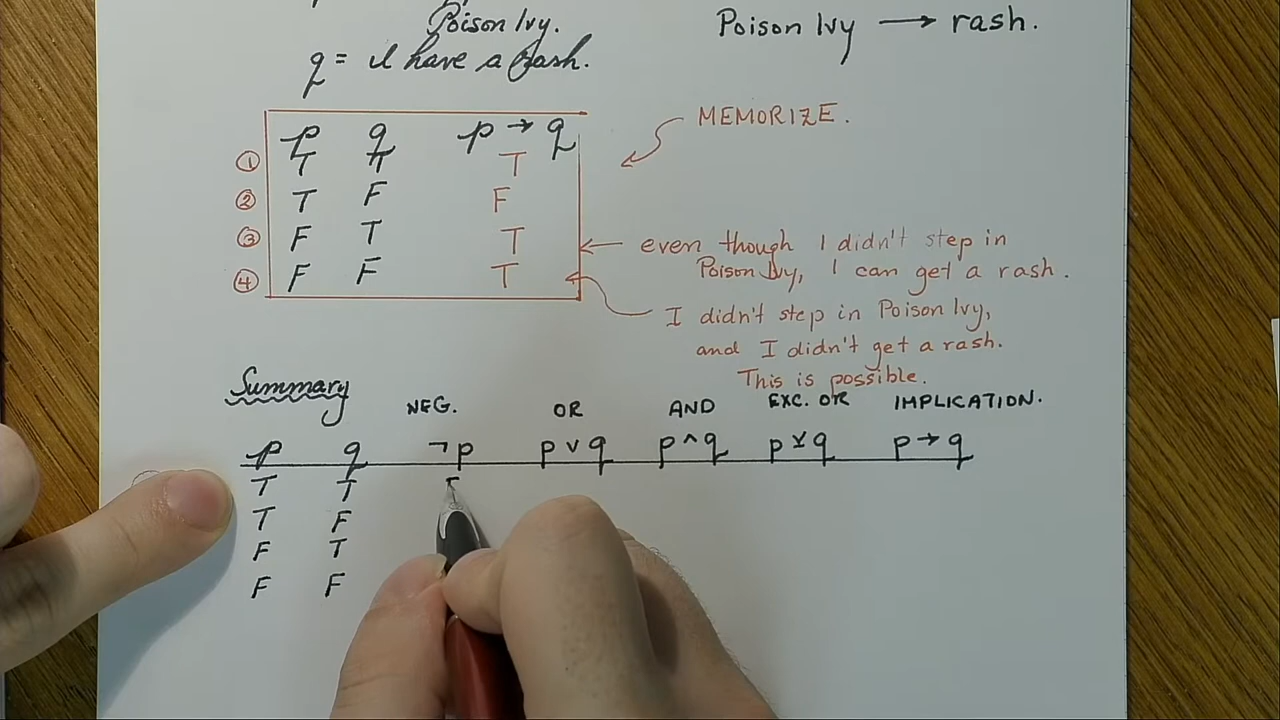 Poison Ivy.
Poison Ivy → rash.
q = I have a rash.
MEMORIZE.
p q p → q
① T T T
② T F F
③ F T T
④ F F T
even though I didn't step in
Poison Ivy, I can get a rash.
I didn't step in Poison Ivy,
and I didn't get a rash.
This is possible.
Summary
NEG. OR AND EXC. OR IMPLICATION.
p q ¬p p ∨ q p ^ q p ⊻ q p → q
T T
T F
F T
F F